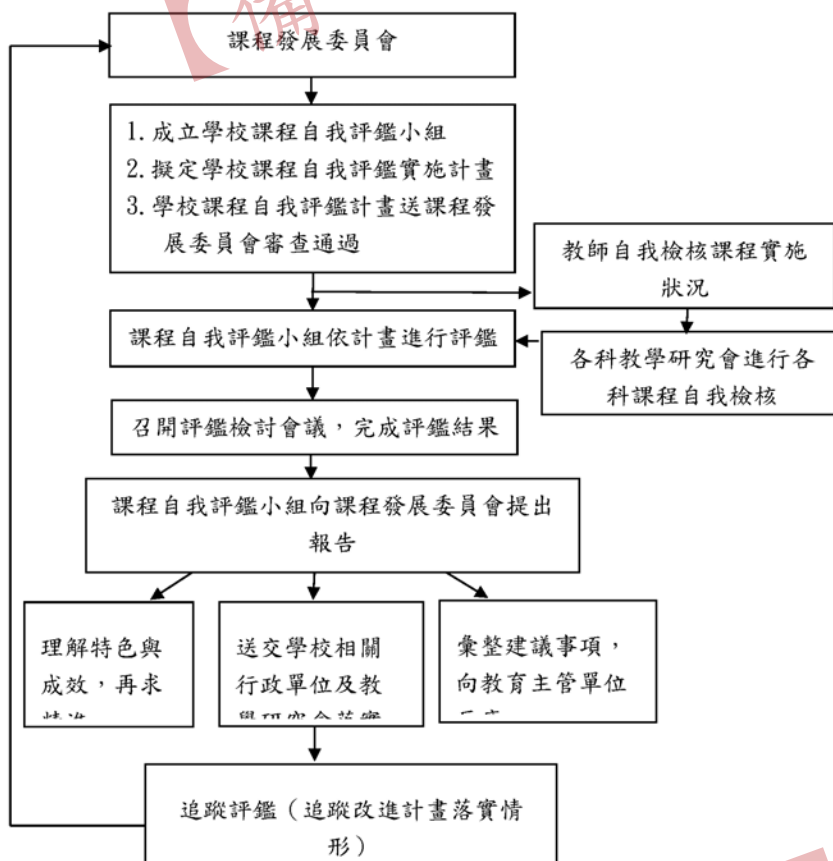 【備
課程發展委員會
1. 成立學校課程自我評鑑小組
2. 擬定學校課程自我評鑑實施計畫
3. 學校課程自我評鑑計畫送課程發
展委員會審查通過
教師自我檢核課程實施
狀況
課程自我評鑑小組依計畫進行評鑑
各科教學研究會進行各
科課程自我檢核
召開評鑑檢討會議，完成評鑑結果
課程自我評鑑小組向課程發展委員會提出
報告
理解特色與
成效，再求
送交學校相關
行政單位及教
學研究會落實
彙整建議事項，
向教育主管單位
追蹤評鑑（追蹤改進計畫落實情
形）